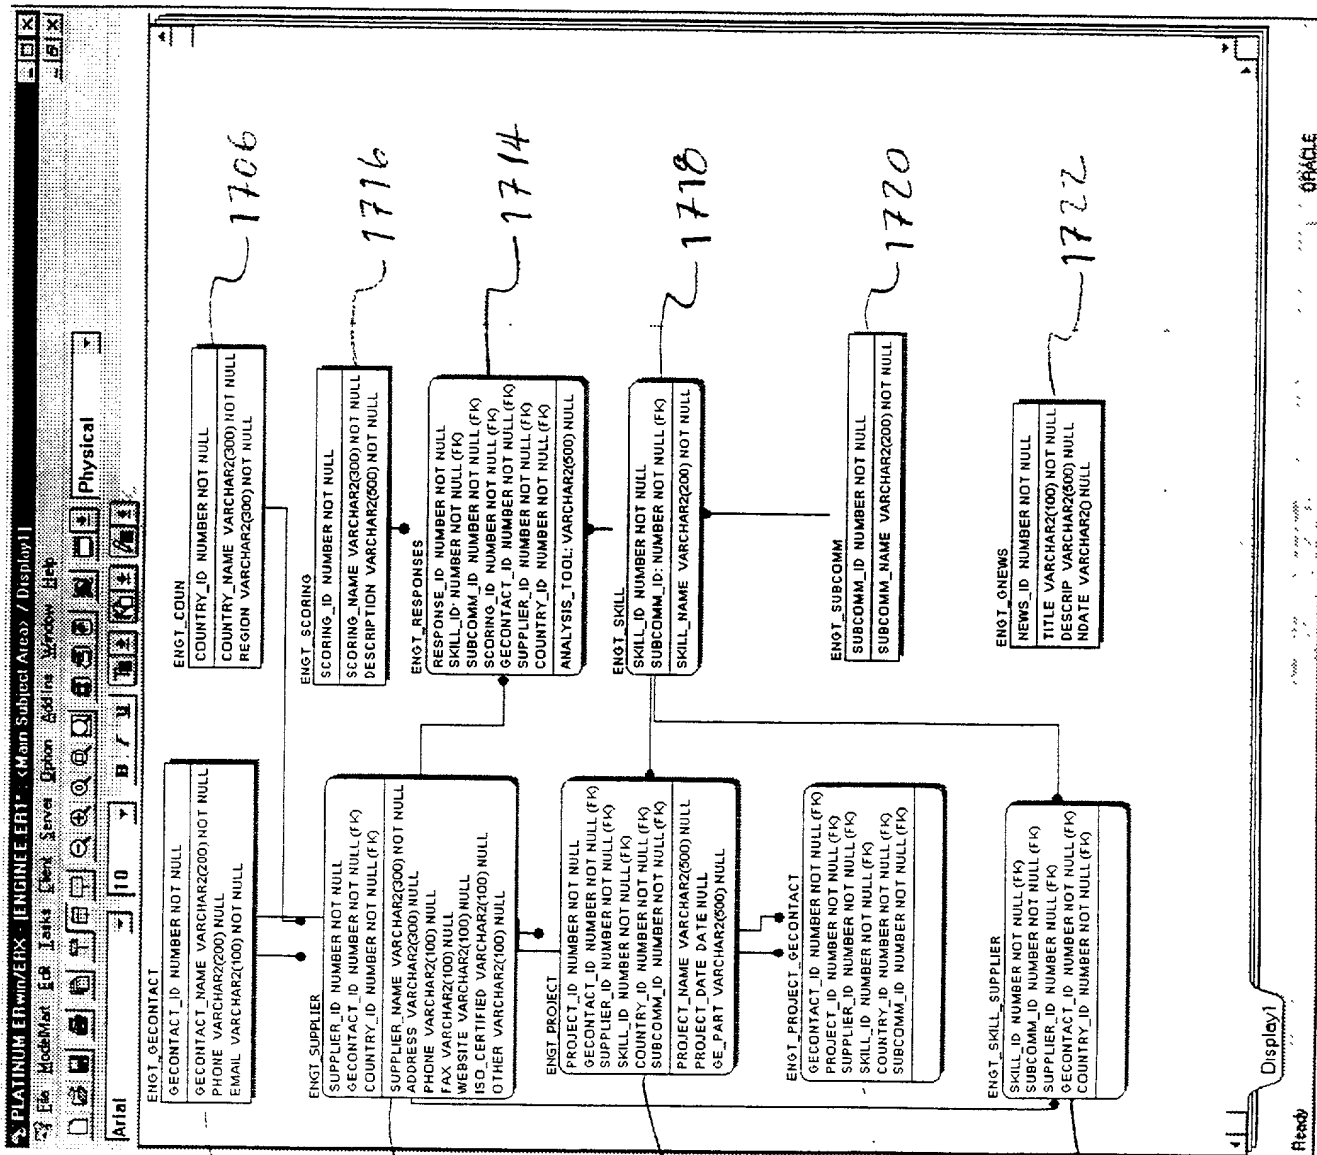 PLATINUM ERwin/ERX - [ENGINEE.ER1* : <Main Subject Area> / Display1]
File ModelMart Edit Tasks Client Server Option Add Ins Window Help
Arial 10 B I U Physical
ENGT_GECONTACT
GECONTACT_ID NUMBER NOT NULL
GECONTACT_NAME VARCHAR2(200) NOT NULL
PHONE VARCHAR2(200) NULL
EMAIL VARCHAR2(100) NOT NULL
ENGT_COUN
COUNTRY_ID NUMBER NOT NULL
COUNTRY_NAME VARCHAR2(300) NOT NULL
REGION VARCHAR2(300) NOT NULL
1706
ENGT_SUPPLIER
SUPPLIER_ID NUMBER NOT NULL
GECONTACT_ID NUMBER NOT NULL (FK)
COUNTRY_ID NUMBER NOT NULL (FK)
SUPPLIER_NAME VARCHAR2(300) NOT NULL
ADDRESS VARCHAR2(300) NULL
PHONE VARCHAR2(100) NULL
FAX VARCHAR2(100) NULL
WEBSITE VARCHAR2(100) NULL
ISO_CERTIFIED VARCHAR2(100) NULL
OTHER VARCHAR2(100) NULL
ENGT_SCORING
SCORING_ID NUMBER NOT NULL
SCORING_NAME VARCHAR2(300) NOT NULL
DESCRIPTION VARCHAR2(500) NOT NULL
1716
ENGT_RESPONSES
RESPONSE_ID NUMBER NOT NULL
SKILL_ID: NUMBER NOT NULL (FK)
SUBCOMM_ID NUMBER NOT NULL (FK)
SCORING_ID NUMBER NOT NULL (FK)
GECONTACT_ID NUMBER NOT NULL (FK)
SUPPLIER_ID NUMBER NOT NULL (FK)
COUNTRY_ID NUMBER NOT NULL (FK)
ANALYSIS_TOOL: VARCHAR2(500) NULL
1714
ENGT_PROJECT
PROJECT_ID NUMBER NOT NULL
GECONTACT_ID NUMBER NOT NULL (FK)
SUPPLIER_ID NUMBER NOT NULL (FK)
SKILL_ID NUMBER NOT NULL (FK)
COUNTRY_ID NUMBER NOT NULL (FK)
SUBCOMM_ID NUMBER NOT NULL (FK)
PROJECT_NAME VARCHAR2(500) NULL
PROJECT_DATE DATE NULL
GE_PART VARCHAR2(500) NULL
ENGT_SKILL
SKILL_ID NUMBER NOT NULL
SUBCOMM_ID: NUMBER NOT NULL (FK)
SKILL_NAME VARCHAR2(200) NOT NULL
1718
ENGT_PROJECT_GECONTACT
GECONTACT_ID NUMBER NOT NULL (FK)
PROJECT_ID NUMBER NOT NULL (FK)
SUPPLIER_ID NUMBER NOT NULL (FK)
SKILL_ID NUMBER NOT NULL (FK)
COUNTRY_ID NUMBER NOT NULL (FK)
SUBCOMM_ID NUMBER NOT NULL (FK)
ENGT_SUBCOMM
SUBCOMM_ID NUMBER NOT NULL
SUBCOMM_NAME VARCHAR2(200) NOT NULL
1720
ENGT_SKILL_SUPPLIER
SKILL_ID NUMBER NOT NULL (FK)
SUBCOMM_ID NUMBER NOT NULL (FK)
SUPPLIER_ID NUMBER NULL (FK)
GECONTACT_ID NUMBER NOT NULL (FK)
COUNTRY_ID NUMBER NOT NULL (FK)
ENGT_GNEWS
NEWS_ID NUMBER NOT NULL
TITLE VARCHAR2(100) NOT NULL
DESCRIP VARCHAR2(500) NULL
NDATE VARCHAR20 NULL
1722
Display1
Ready ORACLE